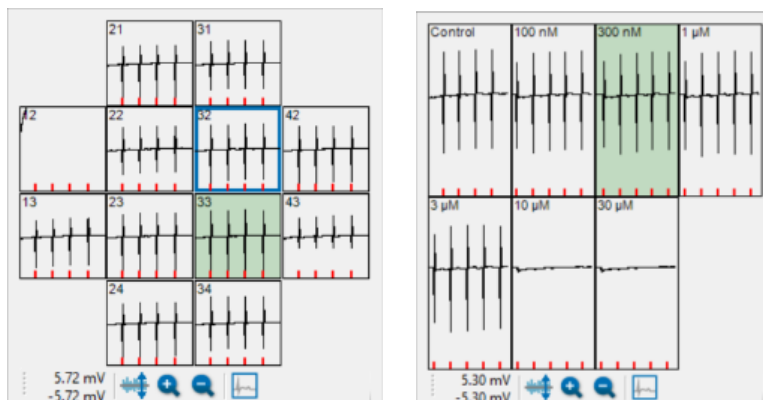 21 31
12 22 32 42
13 23 33 43
24 34
5.72 mV
-5.72 mV
Control 100 nM 300 nM 1 µM
3 µM 10 µM 30 µM
5.30 mV
-5.30 mV